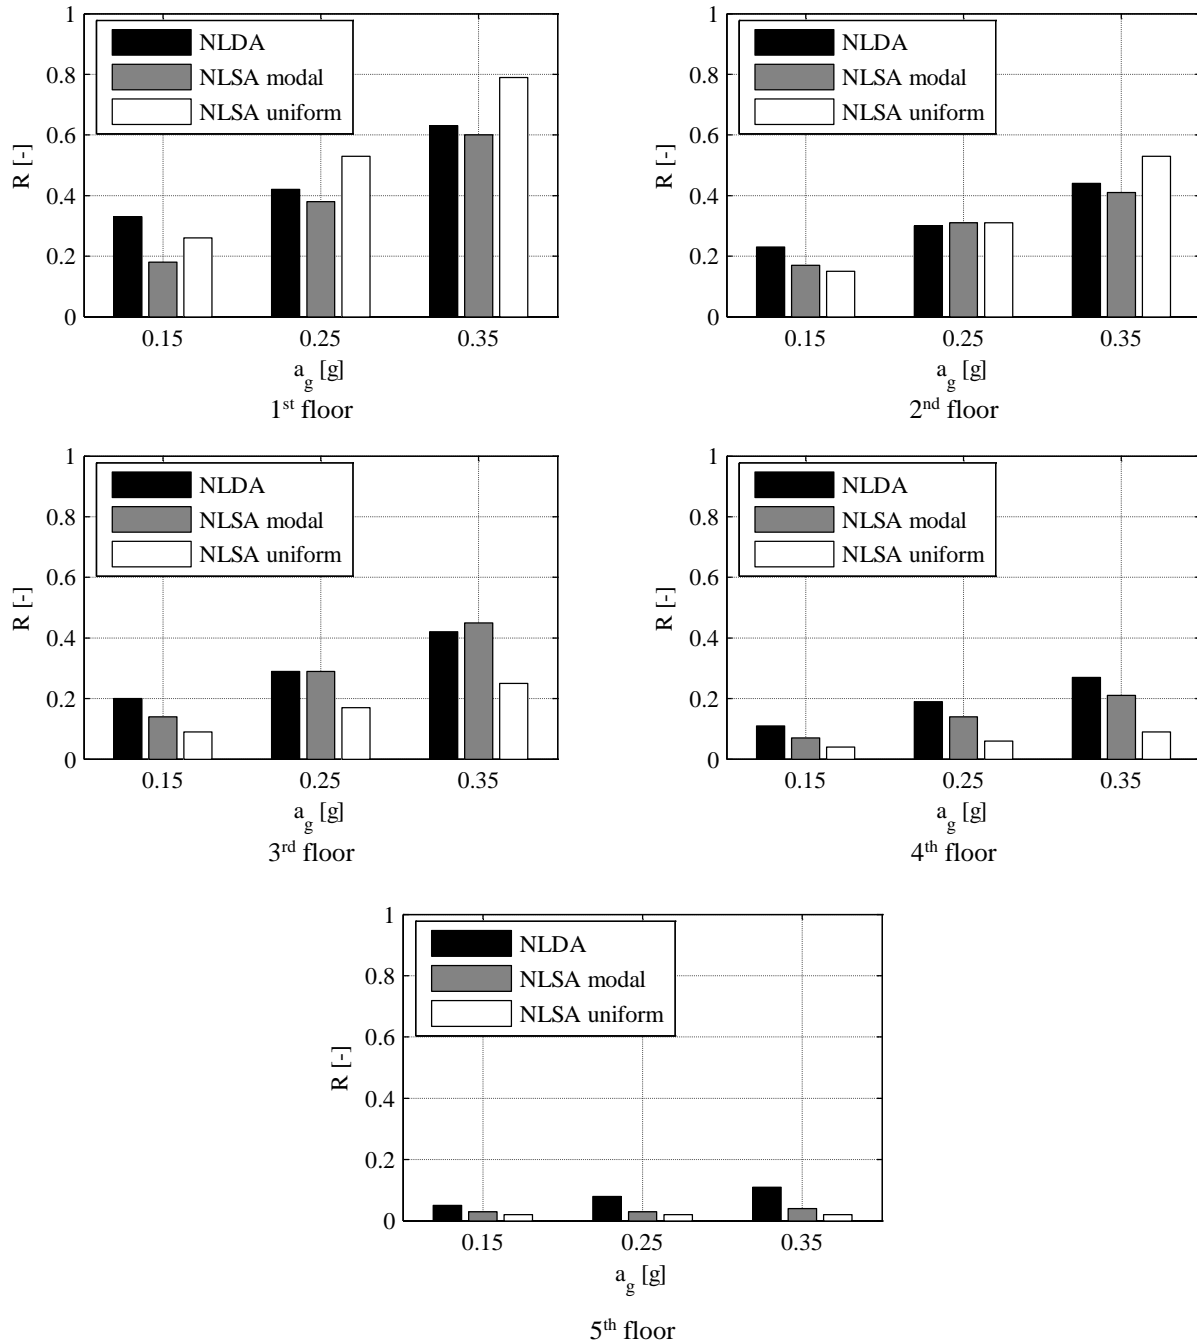 1
0.8
0.6
0.4
0.2
0
R [-]
NLDA
NLSA modal
NLSA uniform
0.15 0.25 0.35
a_g [g]
1st floor
1
0.8
0.6
0.4
0.2
0
R [-]
NLDA
NLSA modal
NLSA uniform
0.15 0.25 0.35
a_g [g]
2nd floor
1
0.8
0.6
0.4
0.2
0
R [-]
NLDA
NLSA modal
NLSA uniform
0.15 0.25 0.35
a_g [g]
3rd floor
1
0.8
0.6
0.4
0.2
0
R [-]
NLDA
NLSA modal
NLSA uniform
0.15 0.25 0.35
a_g [g]
4th floor
1
0.8
0.6
0.4
0.2
0
R [-]
NLDA
NLSA modal
NLSA uniform
0.15 0.25 0.35
a_g [g]
5th floor